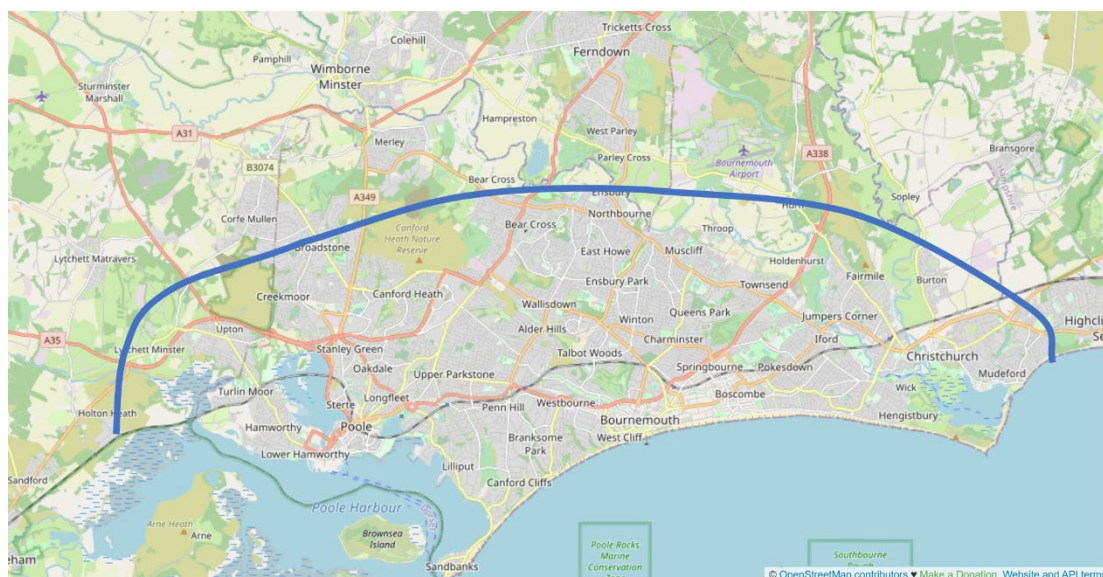 Tricketts Cross
Colehill
Ferndown
Pamphill
Wimborne
Minster
Sturminster
Marshall
Hampreston
A31
West Parley
A338
Merley
Bransgore
Parley Cross
Bournemouth
Airport
B3074
Bear Cross
A349
Ensbury
Sopley
Corfe Mullen
Northbourne
Bear Cross
Throop
Canford
Heath Nature
Reserve
Broadstone
East Howe
Muscliff
Lytchett Matravers
Holdenhurst
Fairmile
Burton
Creekmoor
Canford Heath
Ensbury Park
Townsend
Wallisdown
Queens Park
Winton
Jumpers Corner
Upton
Alder Hills
A35
Charminster
Iford
Lytchett Minster
Stanley Green
Talbot Woods
Christchurch
Oakdale
Springbourne
Pokesdown
Mudeford
Upper Parkstone
Turlin Moor
Wick
Boscombe
Longfleet
Westbourne
Sterte
Penn Hill
Holton Heath
Hengistbury
Bournemouth
Hamworthy
Poole
Branksome
Park
West Cliff
Lower Hamworthy
Lilliput
Sandford
Canford Cliffs
Poole Harbour
Arne Heath
Arne
Brownsea
Island
Poole Rocks
Marine
Conservation
Southbourne
Sandbanks
© OpenStreetMap contributors ♥ Make a Donation. Website and API terms